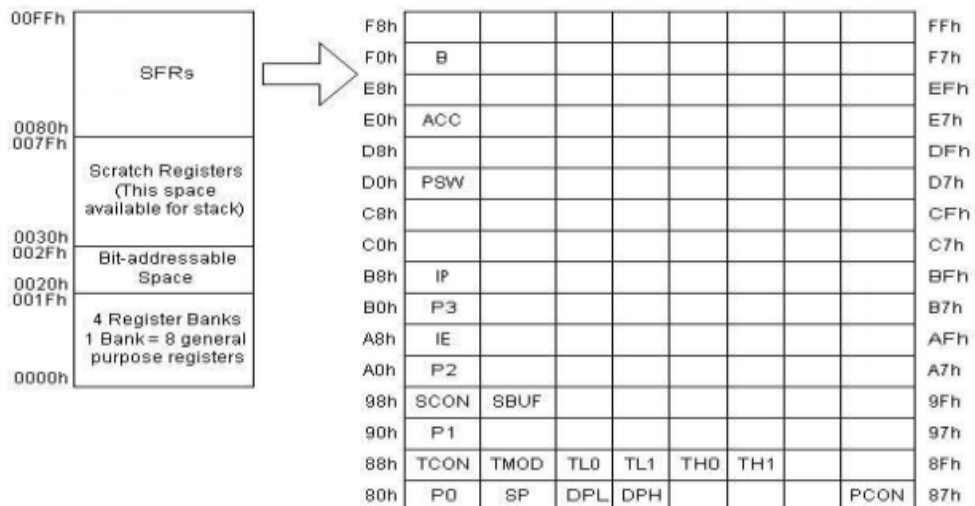 00FFh
SFRs
0080h
007Fh
Scratch Registers
(This space
available for stack)
0030h
002Fh
Bit-addressable
Space
0020h
001Fh
4 Register Banks
1 Bank = 8 general
purpose registers
0000h
F8h FFh
F0h B F7h
E8h EFh
E0h ACC E7h
D8h DFh
D0h PSW D7h
C8h CFh
C0h C7h
B8h IP BFh
B0h P3 B7h
A8h IE AFh
A0h P2 A7h
98h SCON SBUF 9Fh
90h P1 97h
88h TCON TMOD TL0 TL1 TH0 TH1 8Fh
80h P0 SP DPL DPH PCON 87h